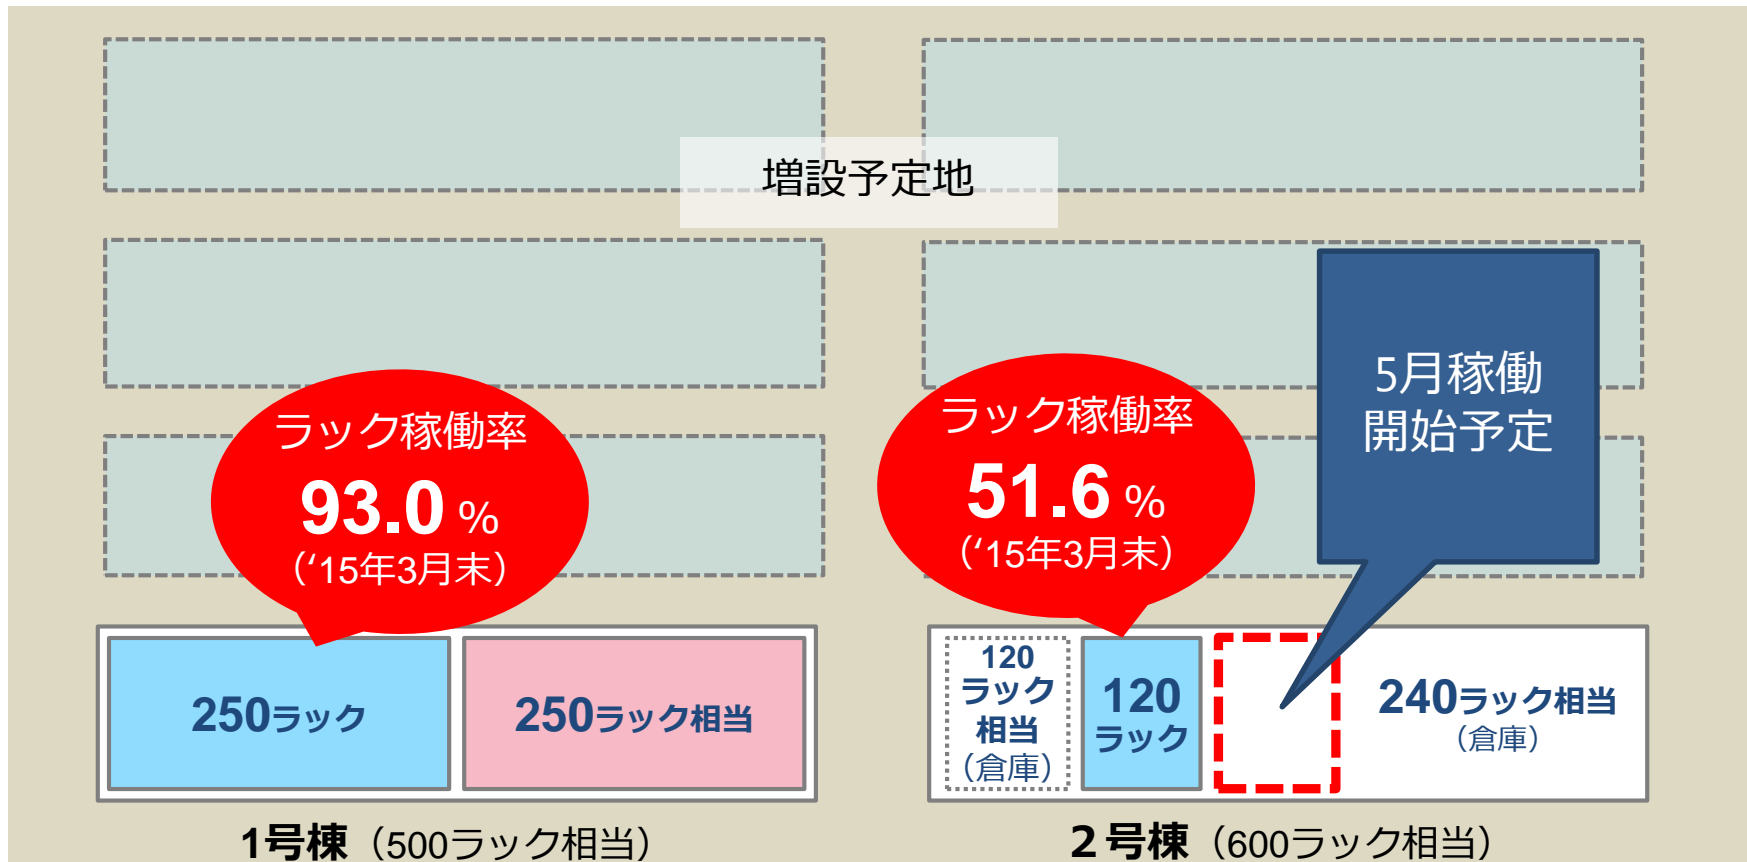 増設予定地
ラック稼働率
93.0 %
（‘15年3月末）
ラック稼働率
51.6 %
（‘15年3月末）
5月稼働
開始予定
250ラック
250ラック相当
120
ラック
相当
（倉庫）
120
ラック
240ラック相当
（倉庫）
1号棟（500ラック相当）
２号棟（600ラック相当）